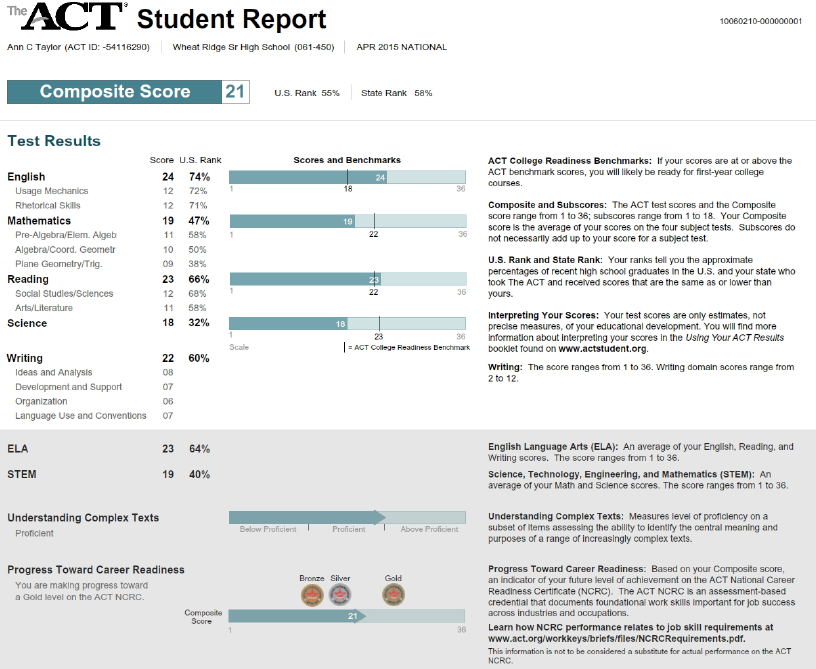 The ACT® Student Report
10060210-000000001
Ann C Taylor (ACT ID: -54116290) Wheat Ridge Sr High School (061-450) APR 2015 NATIONAL
Composite Score 21 U.S. Rank 55% State Rank 58%
Test Results
Score U.S. Rank Scores and Benchmarks
English 24 74% 24
Usage Mechanics 12 72% 1 18 36
Rhetorical Skills 12 71%
Mathematics 19 47% 19
Pre-Algebra/Elem. Algeb 11 58% 1 22 36
Algebra/Coord. Geometr 10 50%
Plane Geometry/Trig. 09 38%
Reading 23 66% 23
Social Studies/Sciences 12 68% 1 22 36
Arts/Literature 11 58%
Science 18 32% 18
1 23 36
Scale = ACT College Readiness Benchmark
Writing 22 60%
Ideas and Analysis 08
Development and Support 07
Organization 06
Language Use and Conventions 07
ACT College Readiness Benchmarks: If your scores are at or above the
ACT benchmark scores, you will likely be ready for first-year college
courses.
Composite and Subscores: The ACT test scores and the Composite
score range from 1 to 36; subscores range from 1 to 18. Your Composite
score is the average of your scores on the four subject tests. Subscores do
not necessarily add up to your score for a subject test.
U.S. Rank and State Rank: Your ranks tell you the approximate
percentages of recent high school graduates in the U.S. and your state who
took The ACT and received scores that are the same as or lower than
yours.
Interpreting Your Scores: Your test scores are only estimates, not
precise measures, of your educational development. You will find more
information about interpreting your scores in the Using Your ACT Results
booklet found on www.actstudent.org.
Writing: The score ranges from 1 to 36. Writing domain scores range from
2 to 12.
ELA 23 64%
STEM 19 40%
English Language Arts (ELA): An average of your English, Reading, and
Writing scores. The score ranges from 1 to 36.
Science, Technology, Engineering, and Mathematics (STEM): An
average of your Math and Science scores. The score ranges from 1 to 36.
Understanding Complex Texts
Proficient
Below Proficient Proficient Above Proficient
Understanding Complex Texts: Measures level of proficiency on a
subset of items assessing the ability to identify the central meaning and
purposes of a range of increasingly complex texts.
Progress Toward Career Readiness
You are making progress toward
a Gold level on the ACT NCRC.
Bronze Silver Gold
Composite
Score
21
1 36
Progress Toward Career Readiness: Based on your Composite score,
an indicator of your future level of achievement on the ACT National Career
Readiness Certificate (NCRC). The ACT NCRC is an assessment-based
credential that documents foundational work skills important for job success
across industries and occupations.
Learn how NCRC performance relates to job skill requirements at
www.act.org/workkeys/briefs/files/NCRCRequirements.pdf.
This information is not to be considered a substitute for actual performance on the ACT
NCRC.